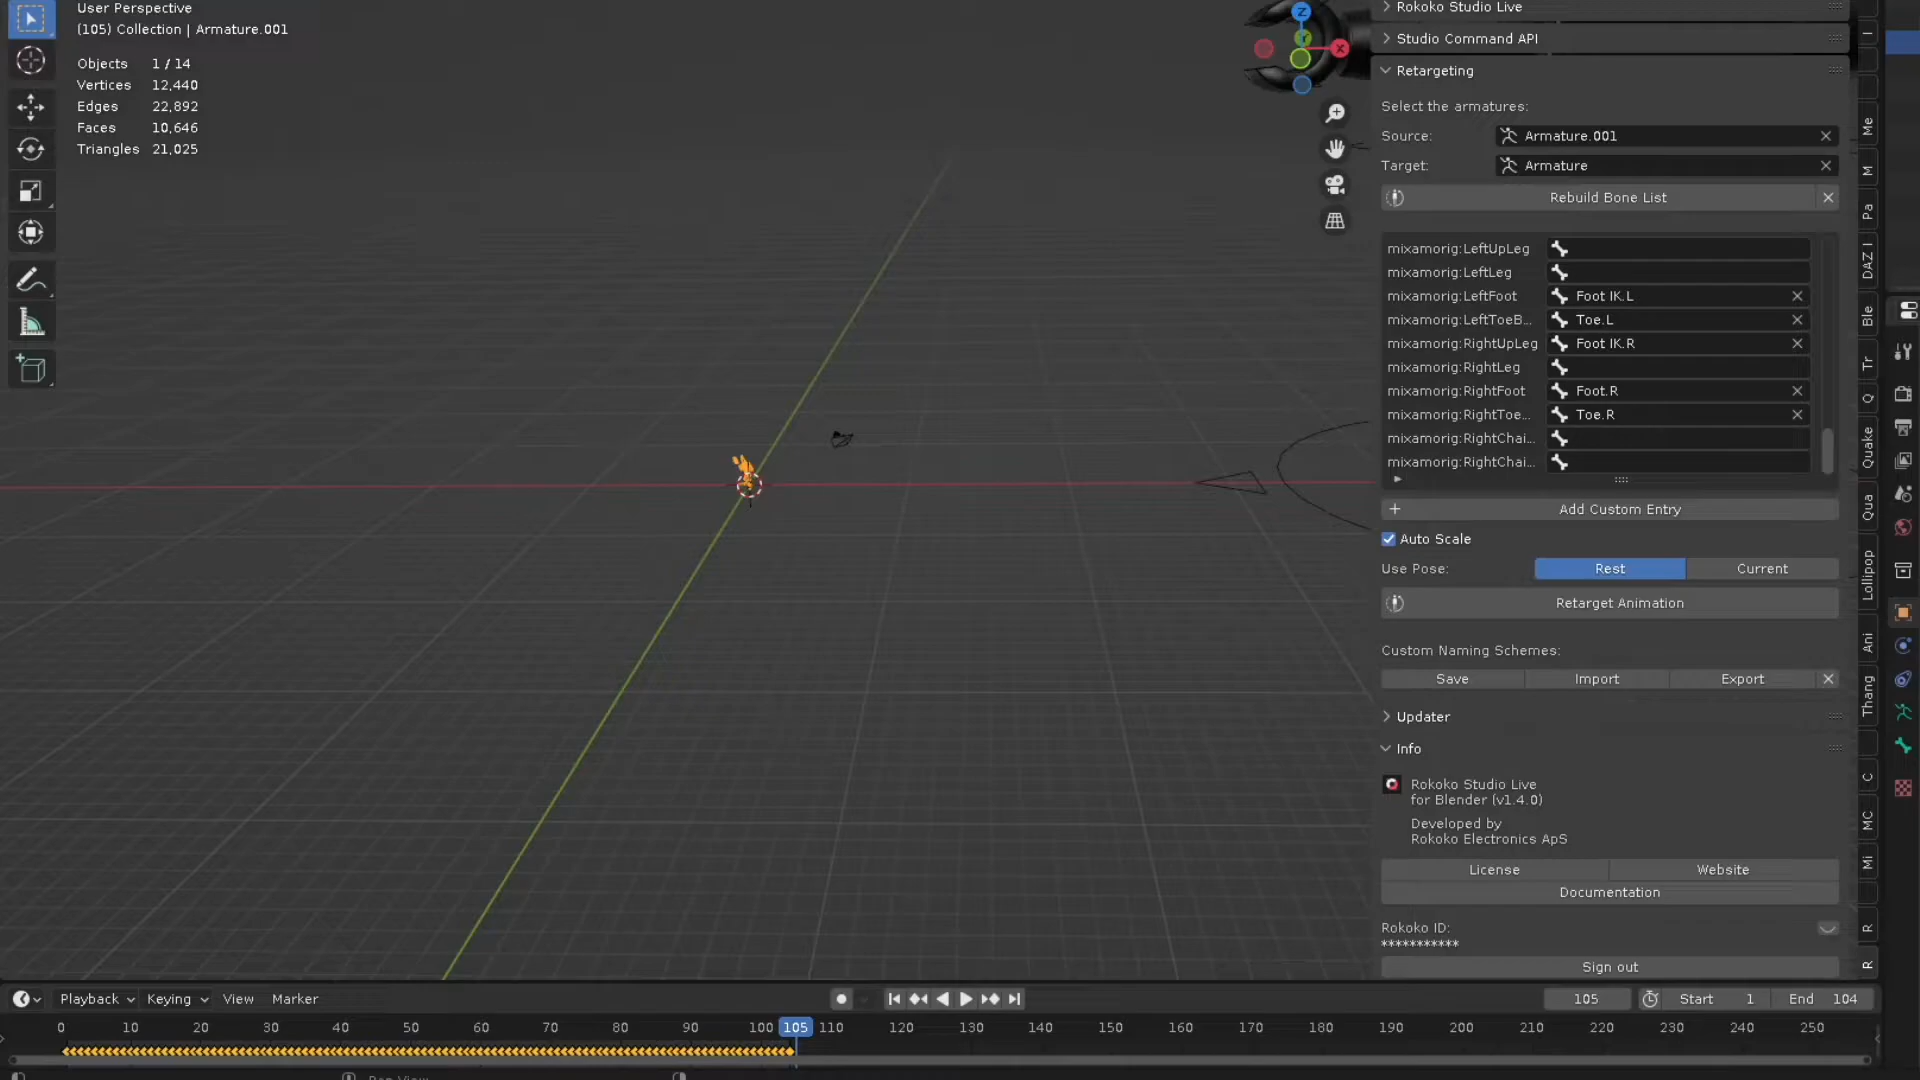 User Perspective
(105) Collection | Armature.001
Objects 1 / 14
Vertices 12,440
Edges 22,892
Faces 10,646
Triangles 21,025
Z
Y
X
Rokoko Studio Live
Studio Command API
Retargeting
Select the armatures:
Source: Armature.001
Target: Armature
Rebuild Bone List
mixamorig:LeftUpLeg
mixamorig:LeftLeg
mixamorig:LeftFoot Foot IK.L
mixamorig:LeftToeB... Toe.L
mixamorig:RightUpLeg Foot IK.R
mixamorig:RightLeg
mixamorig:RightFoot Foot.R
mixamorig:RightToe... Toe.R
mixamorig:RightChai...
mixamorig:RightChai...
Add Custom Entry
Auto Scale
Use Pose: Rest Current
Retarget Animation
Custom Naming Schemes:
Save Import Export
Updater
Info
Rokoko Studio Live
for Blender (v1.4.0)
Developed by
Rokoko Electronics ApS
License Website
Documentation
Rokoko ID:
***********
Sign out
I
Me
M
Pa
DAZ I
Ble
Tr
Q
Quake
Qua
Lollipop
Ani
Thang
C
MC
Mi
R
R
Playback Keying View Marker
105 Start 1 End 104
0 10 20 30 40 50 60 70 80 90 100 105 110 120 130 140 150 160 170 180 190 200 210 220 230 240 250
Pan View